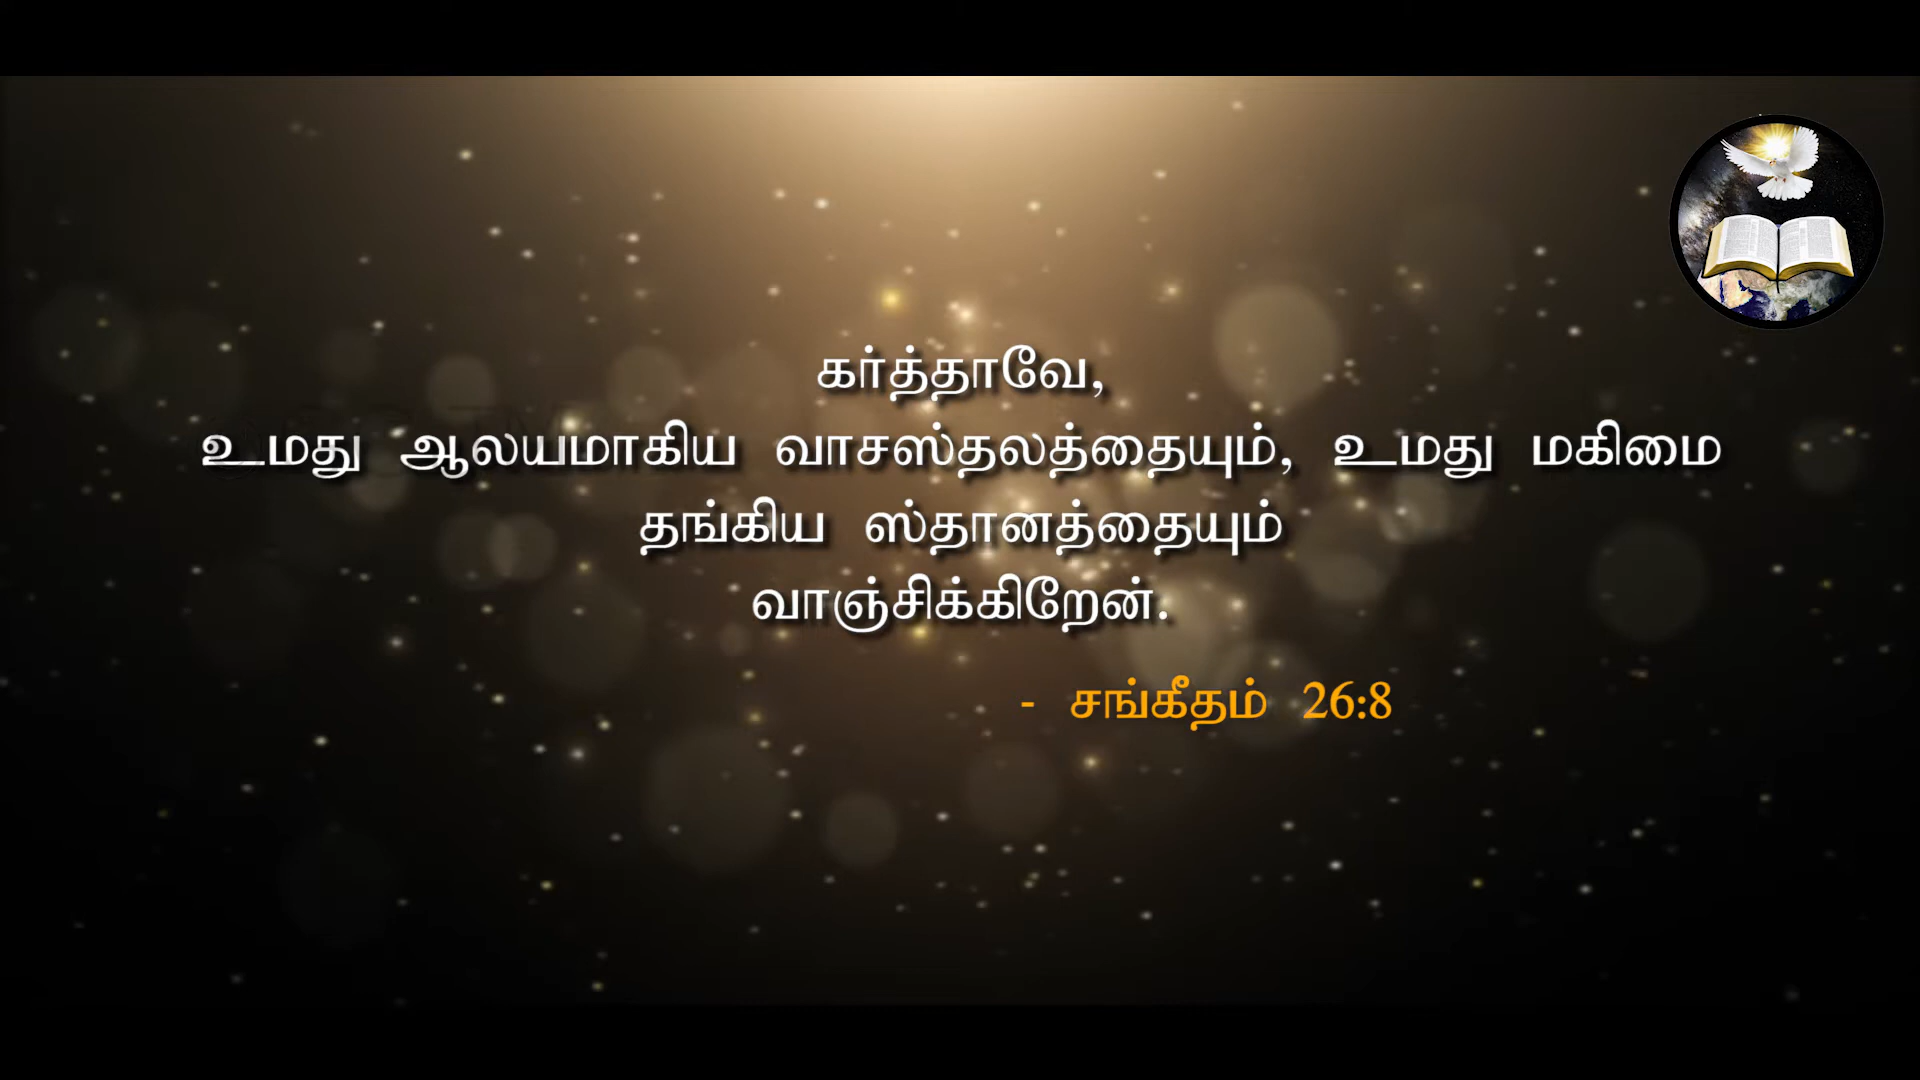 கர்த்தாவே,
உமது ஆலயமாகிய வாசஸ்தலத்தையும், உமது மகிமை
தங்கிய ஸ்தானத்தையும்
வாஞ்சிக்கிறேன்.
- சங்கீதம் 26:8